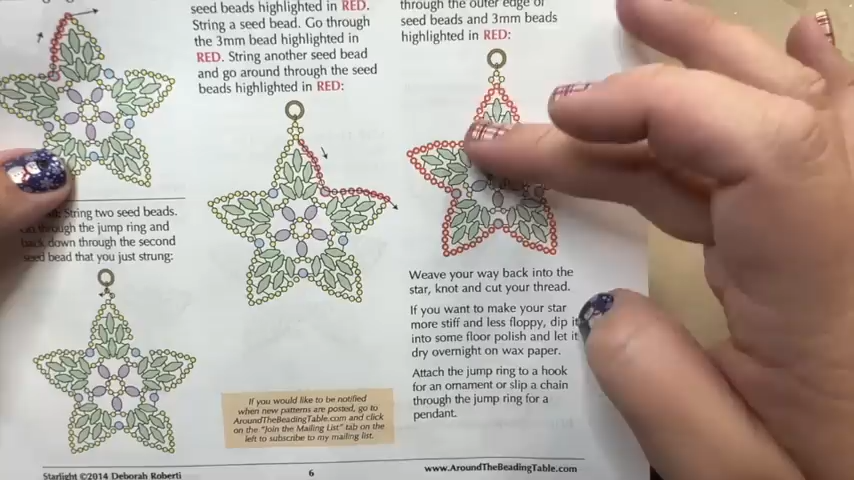 seed beads highlighted in RED.
String a seed bead. Go through
the 3mm bead highlighted in
RED. String another seed bead
and go around through the seed
beads highlighted in RED:
through the outer edge of
seed beads and 3mm beads
highlighted in RED:
String two seed beads.
through the jump ring and
back down through the second
seed bead that you just strung:
Weave your way back into the
star, knot and cut your thread.
If you want to make your star
more stiff and less floppy, dip it
into some floor polish and let it
dry overnight on wax paper.
Attach the jump ring to a hook
for an ornament or slip a chain
through the jump ring for a
pendant.
If you would like to be notified
when new patterns are posted, go to
AroundTheBeadingTable.com and click
on the "Join the Mailing List" tab on the
left to subscribe to my mailing list.
Starlight ©2014 Deborah Roberti
6
www.AroundTheBeadingTable.com